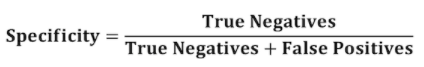 Specificity = True Negatives / True Negatives + False Positives